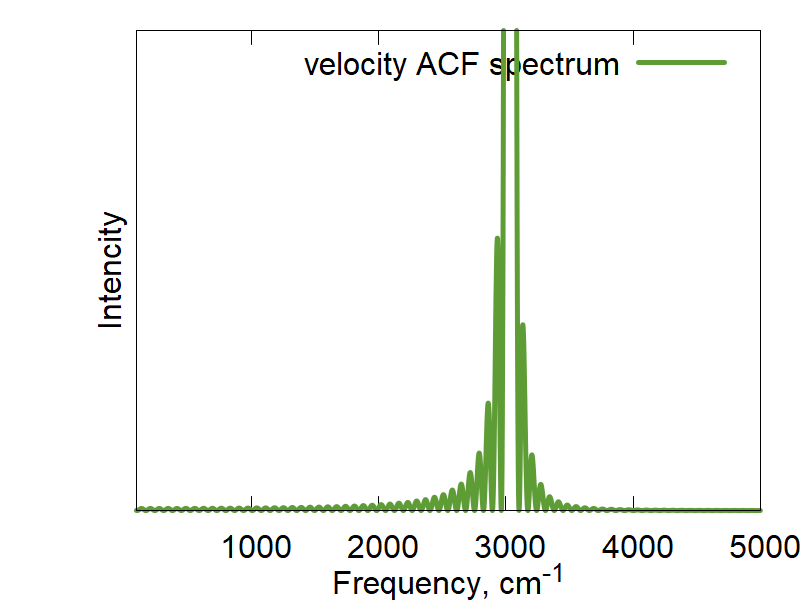 velocity ACF spectrum
Intencity
1000 2000 3000 4000 5000
Frequency, cm-1